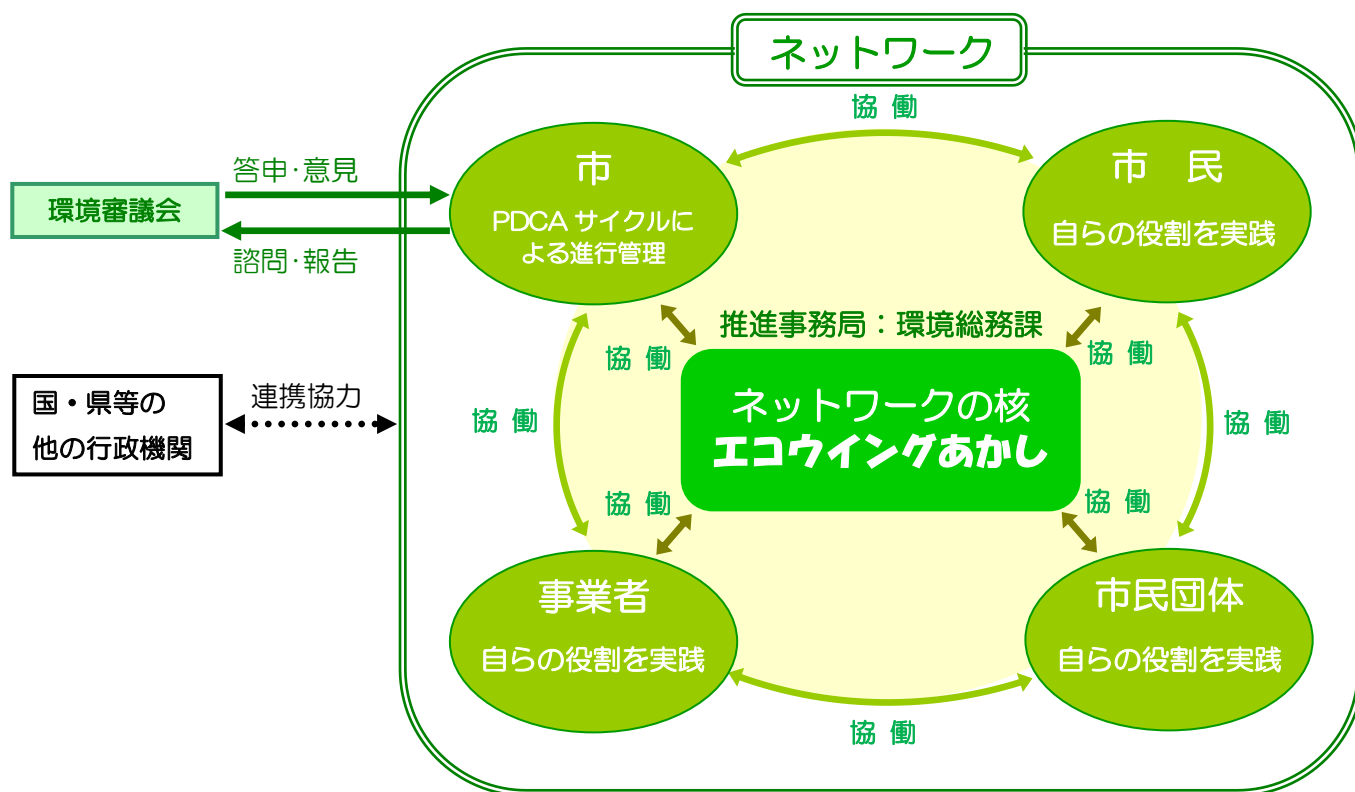 ネットワーク
協 働
市
PDCA サイクルに
よる進行管理
市 民
自らの役割を実践
答申・意見
環境審議会
諮問・報告
推進事務局：環境総務課
協 働
協 働
ネットワークの核
エコウイングあかし
国・県等の
他の行政機関
連携協力
協 働
協 働
協 働
協 働
事業者
自らの役割を実践
市民団体
自らの役割を実践
協 働